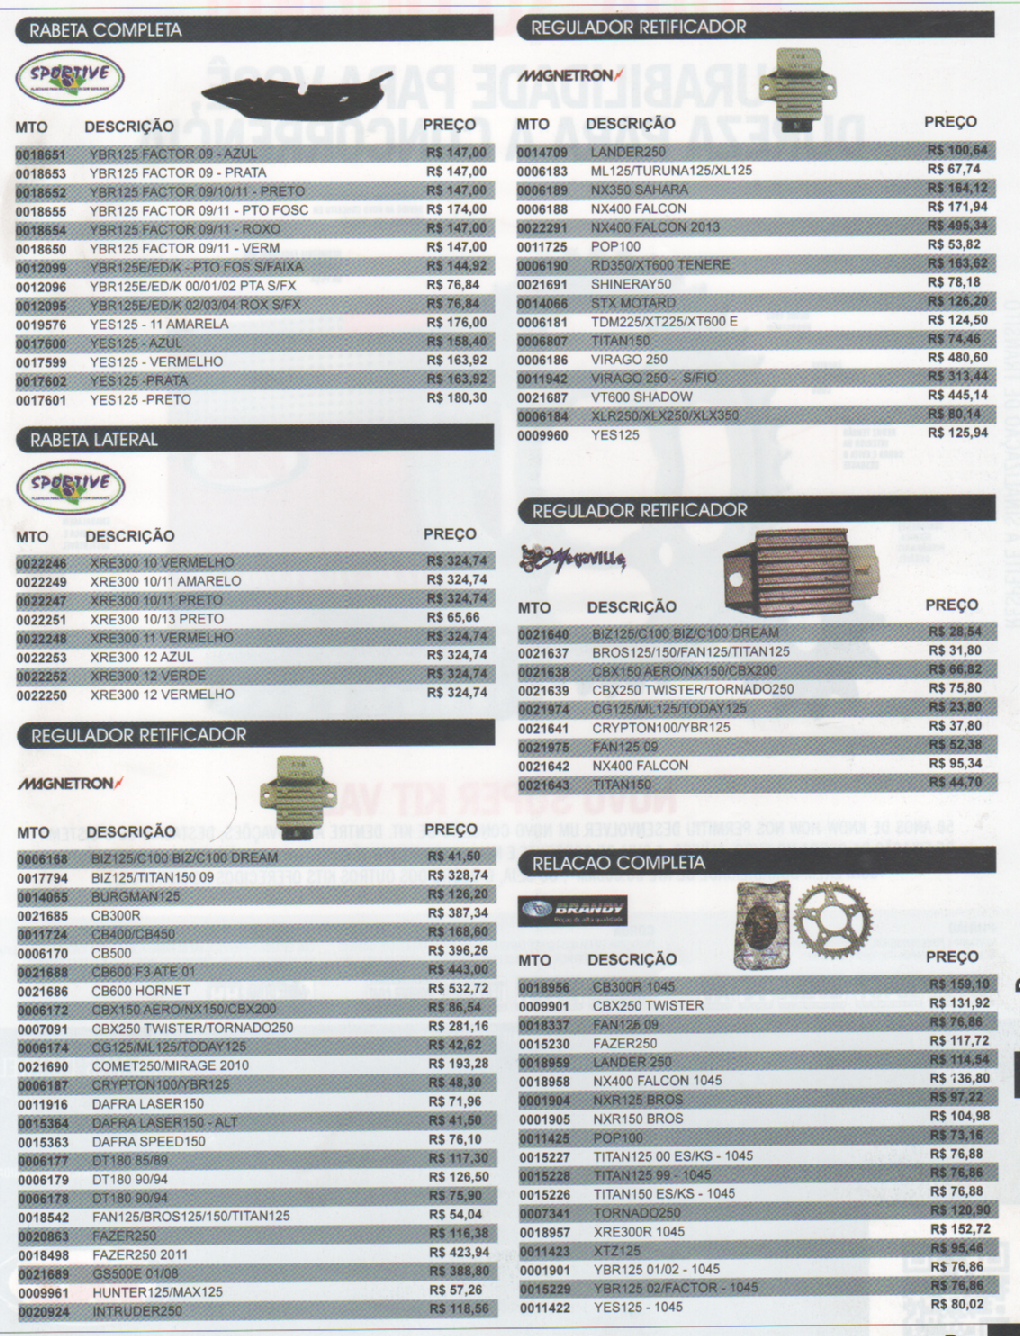 RABETA COMPLETA
SPORTIVE
MTO DESCRIÇÃO PREÇO
0018651 YBR125 FACTOR 09 - AZUL R$ 147,00
0018653 YBR125 FACTOR 09 - PRATA R$ 147,00
0018652 YBR125 FACTOR 09/10/11 - PRETO R$ 147,00
0018655 YBR125 FACTOR 09/11 - PTO FOSC R$ 174,00
0018654 YBR125 FACTOR 09/11 - ROXO R$ 147,00
0018650 YBR125 FACTOR 09/11 - VERM R$ 147,00
0012099 YBR125E/ED/K - PTO FOS S/FAIXA R$ 144,92
0012096 YBR125E/ED/K 00/01/02 PTA S/FX R$ 76,84
0012095 YBR125E/ED/K 02/03/04 ROX S/FX R$ 76,84
0019576 YES125 - 11 AMARELA R$ 176,00
0017600 YES125 - AZUL R$ 158,40
0017599 YES125 - VERMELHO R$ 163,92
0017602 YES125 -PRATA R$ 163,92
0017601 YES125 -PRETO R$ 180,30
RABETA LATERAL
SPORTIVE
MTO DESCRIÇÃO PREÇO
0022246 XRE300 10 VERMELHO R$ 324,74
0022249 XRE300 10/11 AMARELO R$ 324,74
0022247 XRE300 10/11 PRETO R$ 324,74
0022251 XRE300 10/13 PRETO R$ 65,66
0022248 XRE300 11 VERMELHO R$ 324,74
0022253 XRE300 12 AZUL R$ 324,74
0022252 XRE300 12 VERDE R$ 324,74
0022250 XRE300 12 VERMELHO R$ 324,74
REGULADOR RETIFICADOR
MAGNETRON
MTO DESCRIÇÃO PREÇO
0006168 BIZ125/C100 BIZ/C100 DREAM R$ 41,50
0017794 BIZ125/TITAN150 09 R$ 328,74
0014065 BURGMAN125 R$ 126,20
0021685 CB300R R$ 387,34
0011724 CB400/CB450 R$ 168,60
0006170 CB500 R$ 396,26
0021688 CB600 F3 ATE 01 R$ 443,00
0021686 CB600 HORNET R$ 532,72
0006172 CBX150 AERO/NX150/CBX200 R$ 86,54
0007091 CBX250 TWISTER/TORNADO250 R$ 281,16
0006174 CG125/ML125/TODAY125 R$ 42,62
0021690 COMET250/MIRAGE 2010 R$ 193,28
0006187 CRYPTON100/YBR125 R$ 48,30
0011916 DAFRA LASER150 R$ 71,96
0015364 DAFRA LASER150 - ALT R$ 41,50
0015363 DAFRA SPEED150 R$ 76,10
0006177 DT180 85/89 R$ 117,30
0006179 DT180 90/94 R$ 126,50
0006178 DT180 90/94 R$ 75,90
0018542 FAN125/BROS125/150/TITAN125 R$ 54,04
0020863 FAZER250 R$ 116,38
0018498 FAZER250 2011 R$ 423,94
0021689 GS500E 01/08 R$ 388,80
0009961 HUNTER125/MAX125 R$ 57,26
0020924 INTRUDER250 R$ 116,56
REGULADOR RETIFICADOR
MAGNETRON
MTO DESCRIÇÃO PREÇO
0014709 LANDER250 R$ 100,64
0006183 ML125/TURUNA125/XL125 R$ 67,74
0006189 NX350 SAHARA R$ 164,12
0006188 NX400 FALCON R$ 171,94
0022291 NX400 FALCON 2013 R$ 495,34
0011725 POP100 R$ 53,82
0006190 RD350/XT600 TENERE R$ 163,62
0021691 SHINERAY50 R$ 78,18
0014066 STX MOTARD R$ 126,20
0006181 TDM225/XT225/XT600 E R$ 124,50
0006807 TITAN150 R$ 74,46
0006186 VIRAGO 250 R$ 480,60
0011942 VIRAGO 250 - S/FIO R$ 313,44
0021687 VT600 SHADOW R$ 445,14
0006184 XLR250/XLX250/XLX350 R$ 80,14
0009960 YES125 R$ 125,94
REGULADOR RETIFICADOR
Megaville
MTO DESCRIÇÃO PREÇO
0021640 BIZ125/C100 BIZ/C100 DREAM R$ 28,54
0021637 BROS125/150/FAN125/TITAN125 R$ 31,80
0021638 CBX150 AERO/NX150/CBX200 R$ 66,82
0021639 CBX250 TWISTER/TORNADO250 R$ 75,80
0021974 CG125/ML125/TODAY125 R$ 23,80
0021641 CRYPTON100/YBR125 R$ 37,80
0021975 FAN125 09 R$ 52,38
0021642 NX400 FALCON R$ 95,34
0021643 TITAN150 R$ 44,70
RELACAO COMPLETA
BRANDY
MTO DESCRIÇÃO PREÇO
0018956 CB300R 1045 R$ 159,10
0009901 CBX250 TWISTER R$ 131,92
0018337 FAN125 09 R$ 76,86
0015230 FAZER250 R$ 117,72
0018959 LANDER 250 R$ 114,54
0018958 NX400 FALCON 1045 R$ 136,80
0001904 NXR125 BROS R$ 97,22
0001905 NXR150 BROS R$ 104,98
0011425 POP100 R$ 73,16
0015227 TITAN125 00 ES/KS - 1045 R$ 76,88
0015228 TITAN125 99 - 1045 R$ 76,86
0015226 TITAN150 ES/KS - 1045 R$ 76,88
0007341 TORNADO250 R$ 120,90
0018957 XRE300R 1045 R$ 152,72
0011423 XTZ125 R$ 95,46
0001901 YBR125 01/02 - 1045 R$ 76,86
0015229 YBR125 02/FACTOR - 1045 R$ 76,86
0011422 YES125 - 1045 R$ 80,02